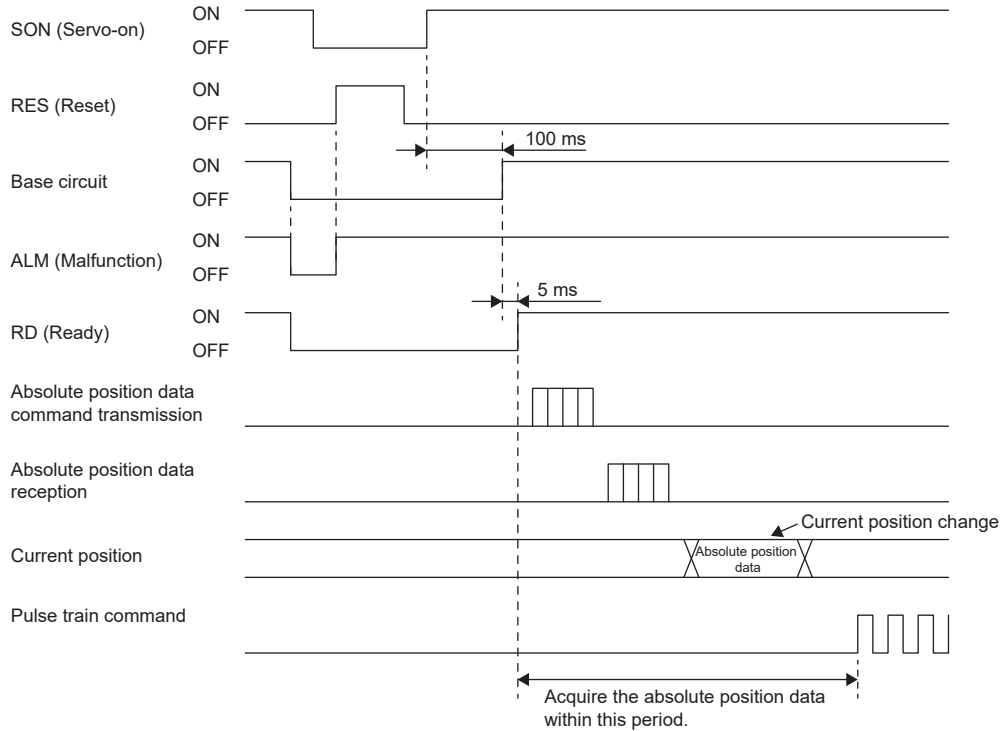 SON (Servo-on)
ON
OFF
RES (Reset)
ON
OFF
100 ms
Base circuit
ON
OFF
ALM (Malfunction)
ON
OFF
5 ms
RD (Ready)
ON
OFF
Absolute position data
command transmission
Absolute position data
reception
Current position change
Current position
Absolute position
data
Pulse train command
Acquire the absolute position data
within this period.